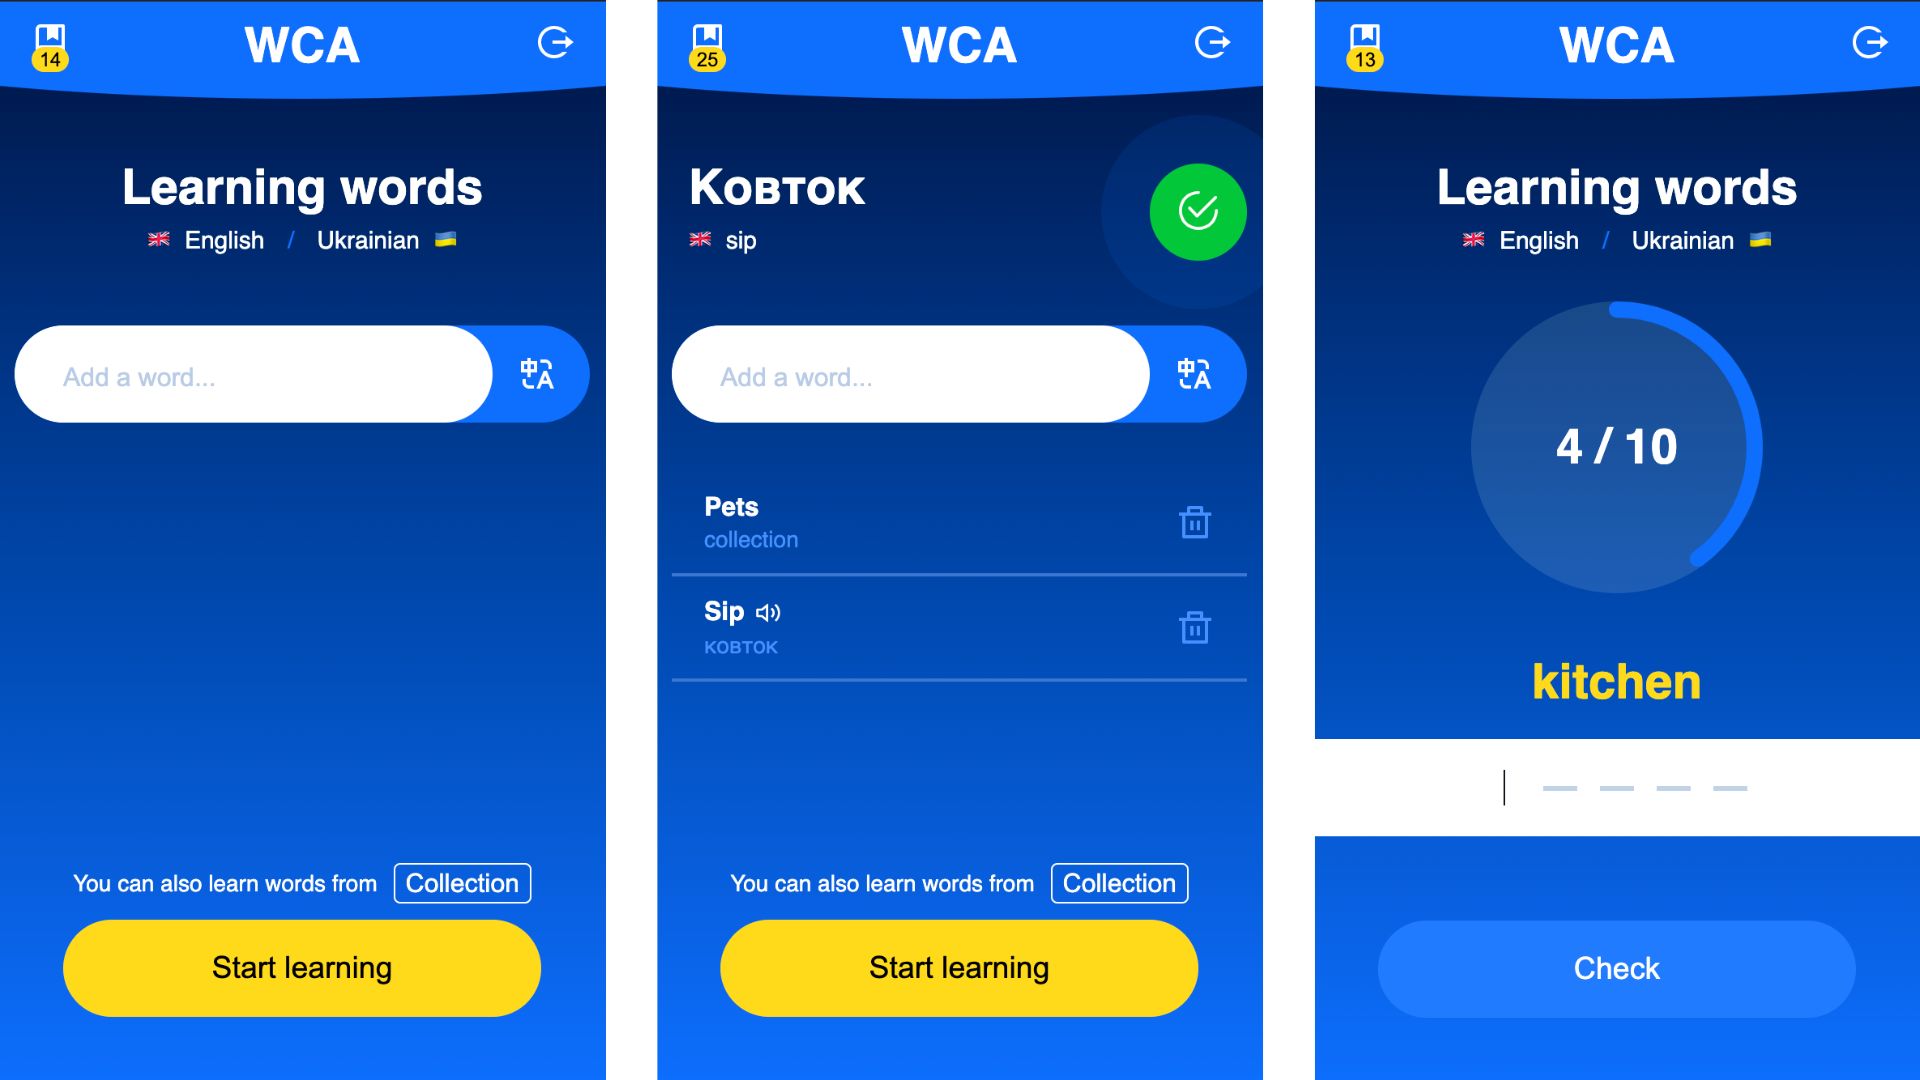 14
WCA
Learning words
English / Ukrainian
Add a word...
You can also learn words from Collection
Start learning
25
WCA
Ковток
sip
Add a word...
Pets
collection
Sip
ковток
You can also learn words from Collection
Start learning
13
WCA
Learning words
English / Ukrainian
4 / 10
kitchen
Check